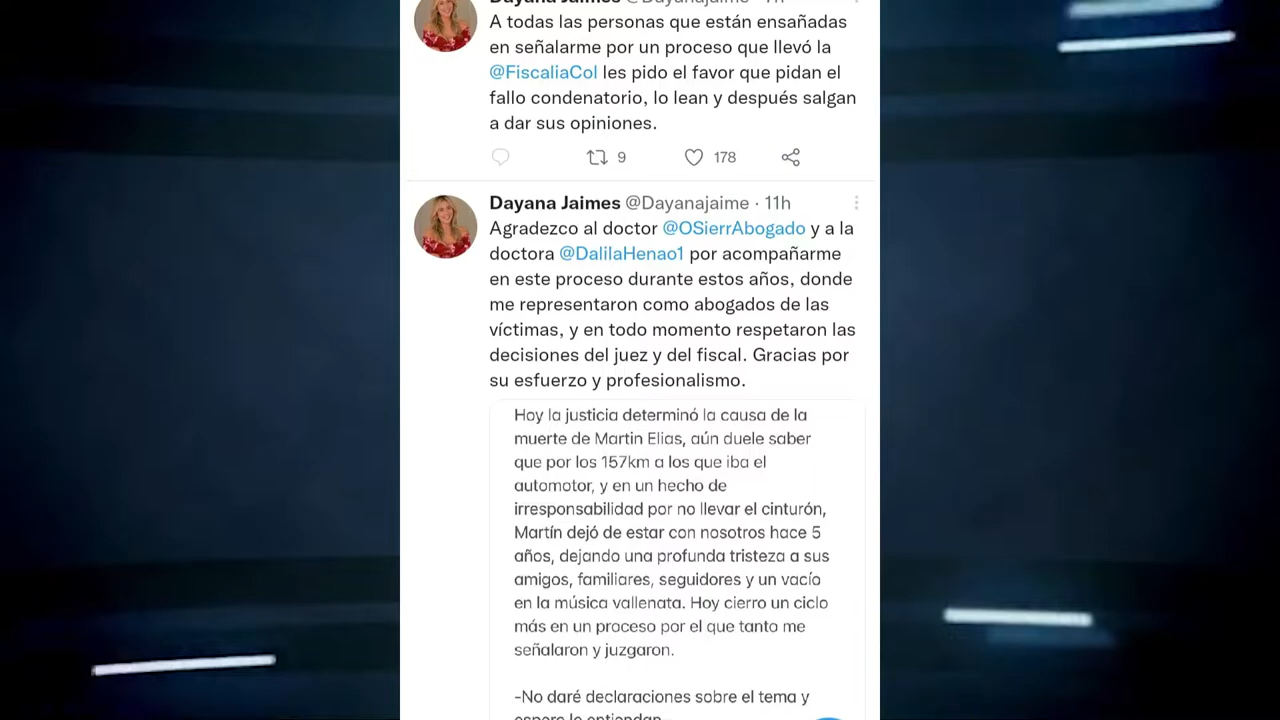 Dayana Jaimes @Dayanajaime · 11h
A todas las personas que están ensañadas
en señalarme por un proceso que llevó la
@FiscaliaCol les pido el favor que pidan el
fallo condenatorio, lo lean y después salgan
a dar sus opiniones.
9 178
Dayana Jaimes @Dayanajaime · 11h
Agradezco al doctor @OSierrAbogado y a la
doctora @DalilaHenao1 por acompañarme
en este proceso durante estos años, donde
me representaron como abogados de las
víctimas, y en todo momento respetaron las
decisiones del juez y del fiscal. Gracias por
su esfuerzo y profesionalismo.
Hoy la justicia determinó la causa de la
muerte de Martin Elias, aún duele saber
que por los 157km a los que iba el
automotor, y en un hecho de
irresponsabilidad por no llevar el cinturón,
Martín dejó de estar con nosotros hace 5
años, dejando una profunda tristeza a sus
amigos, familiares, seguidores y un vacío
en la música vallenata. Hoy cierro un ciclo
más en un proceso por el que tanto me
señalaron y juzgaron.
-No daré declaraciones sobre el tema y
espero lo entiendan-